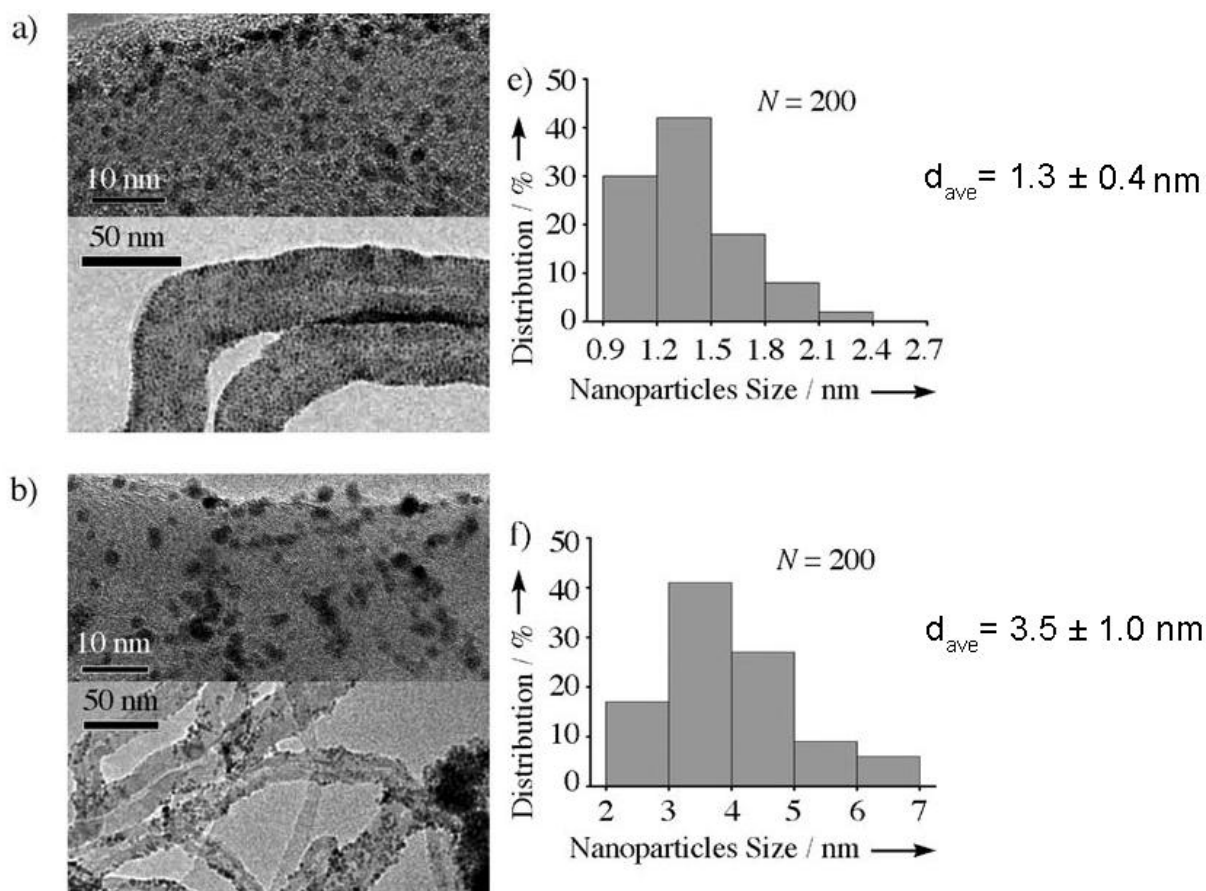 a)
10 nm
50 nm
e)
50
40
30
20
10
0
Distribution / % →
N = 200
0.9 1.2 1.5 1.8 2.1 2.4 2.7
Nanoparticles Size / nm →
dave= 1.3 ± 0.4 nm
b)
10 nm
50 nm
f)
50
40
30
20
10
0
Distribution / % →
N = 200
2 3 4 5 6 7
Nanoparticles Size / nm →
dave= 3.5 ± 1.0 nm